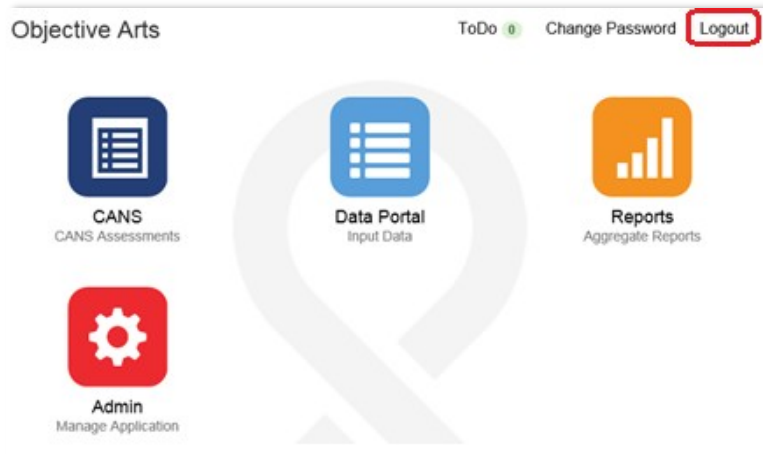 Objective Arts ToDo 0 Change Password Logout
CANS
CANS Assessments
Data Portal
Input Data
Reports
Aggregate Reports
Admin
Manage Application